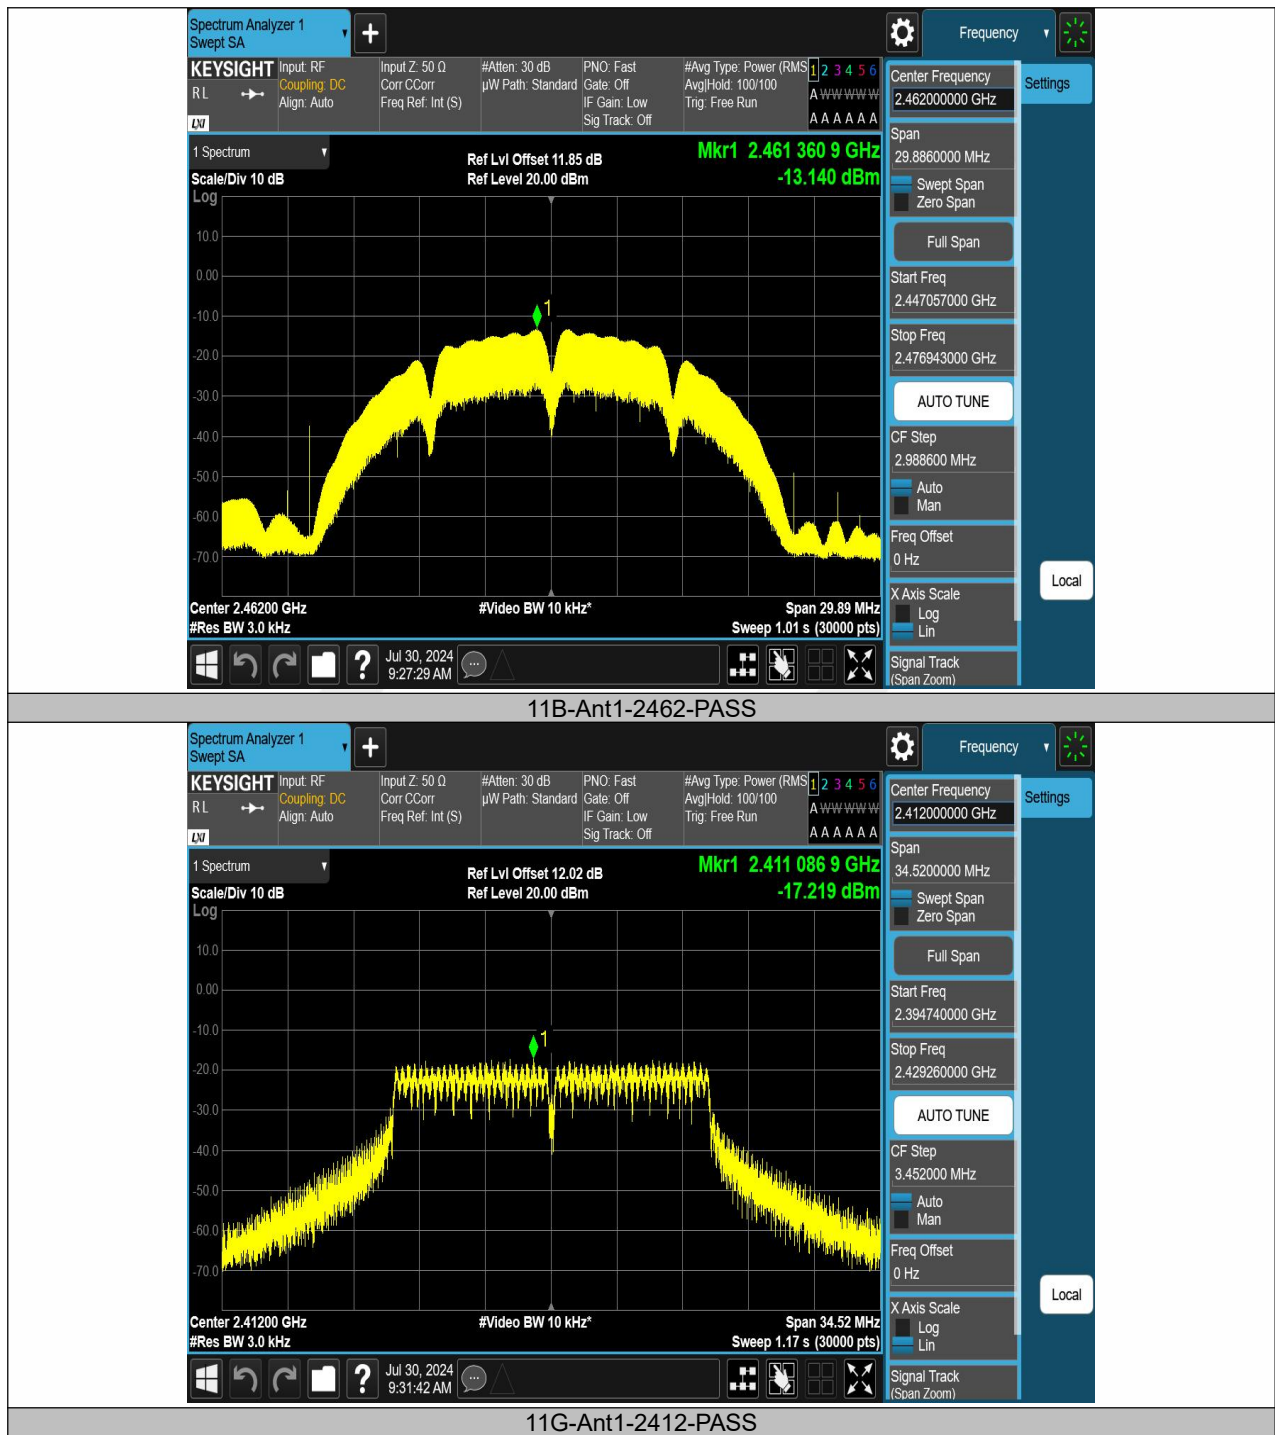 Spectrum Analyzer 1
Swept SA
+
Frequency
KEYSIGHT
RL
LXI
Input: RF
Coupling: DC
Align: Auto
Input Z: 50 Ω
Corr CCorr
Freq Ref: Int (S)
#Atten: 30 dB
µW Path: Standard
PNO: Fast
Gate: Off
IF Gain: Low
Sig Track: Off
#Avg Type: Power (RMS
Avg|Hold: 100/100
Trig: Free Run
1 2 3 4 5 6
A W W W W W
A A A A A A
Center Frequency
2.462000000 GHz
Settings
Span
29.8860000 MHz
Swept Span
Zero Span
Full Span
Start Freq
2.447057000 GHz
Stop Freq
2.476943000 GHz
AUTO TUNE
CF Step
2.988600 MHz
Auto
Man
Freq Offset
0 Hz
X Axis Scale
Log
Lin
Signal Track
(Span Zoom)
Local
1 Spectrum
Scale/Div 10 dB
Log
Ref Lvl Offset 11.85 dB
Ref Level 20.00 dBm
Mkr1 2.461 360 9 GHz
-13.140 dBm
10.0
0.00
-10.0
-20.0
-30.0
-40.0
-50.0
-60.0
-70.0
1
Center 2.46200 GHz
#Res BW 3.0 kHz
#Video BW 10 kHz*
Span 29.89 MHz
Sweep 1.01 s (30000 pts)
?
Jul 30, 2024
9:27:29 AM
11B-Ant1-2462-PASS
Spectrum Analyzer 1
Swept SA
+
Frequency
KEYSIGHT
RL
LXI
Input: RF
Coupling: DC
Align: Auto
Input Z: 50 Ω
Corr CCorr
Freq Ref: Int (S)
#Atten: 30 dB
µW Path: Standard
PNO: Fast
Gate: Off
IF Gain: Low
Sig Track: Off
#Avg Type: Power (RMS
Avg|Hold: 100/100
Trig: Free Run
1 2 3 4 5 6
A W W W W W
A A A A A A
Center Frequency
2.412000000 GHz
Settings
Span
34.5200000 MHz
Swept Span
Zero Span
Full Span
Start Freq
2.394740000 GHz
Stop Freq
2.429260000 GHz
AUTO TUNE
CF Step
3.452000 MHz
Auto
Man
Freq Offset
0 Hz
X Axis Scale
Log
Lin
Signal Track
(Span Zoom)
Local
1 Spectrum
Scale/Div 10 dB
Log
Ref Lvl Offset 12.02 dB
Ref Level 20.00 dBm
Mkr1 2.411 086 9 GHz
-17.219 dBm
10.0
0.00
-10.0
-20.0
-30.0
-40.0
-50.0
-60.0
-70.0
1
Center 2.41200 GHz
#Res BW 3.0 kHz
#Video BW 10 kHz*
Span 34.52 MHz
Sweep 1.17 s (30000 pts)
?
Jul 30, 2024
9:31:42 AM
11G-Ant1-2412-PASS